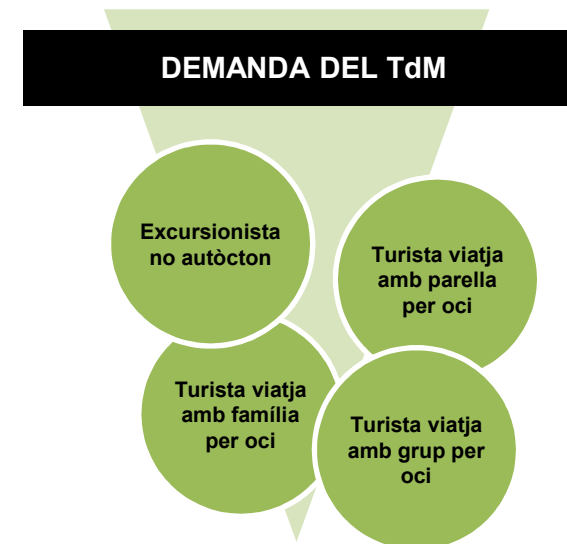 DEMANDA DEL TdM
Excursionista
no autòcton
Turista viatja
amb parella
per oci
Turista viatja
amb família
per oci
Turista viatja
amb grup per
oci